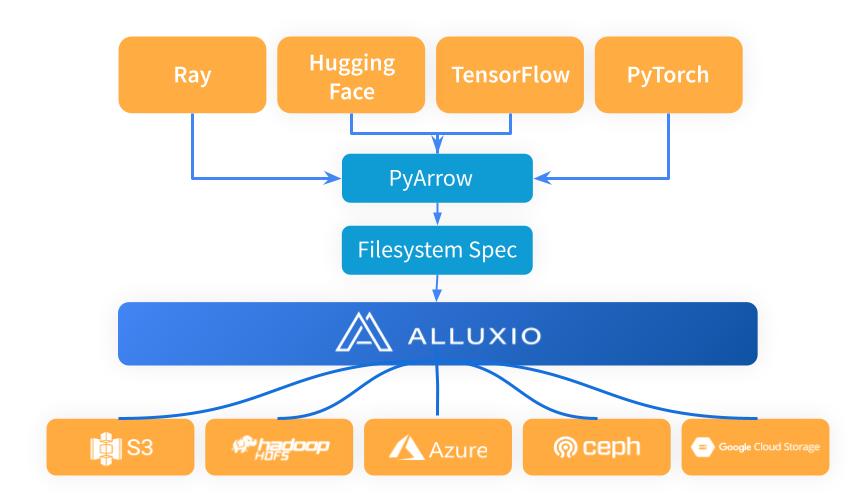 Ray
Hugging
Face
TensorFlow
PyTorch
PyArrow
Filesystem Spec
ALLUXIO
S3
hadoop
HDFS
Azure
ceph
Google Cloud Storage